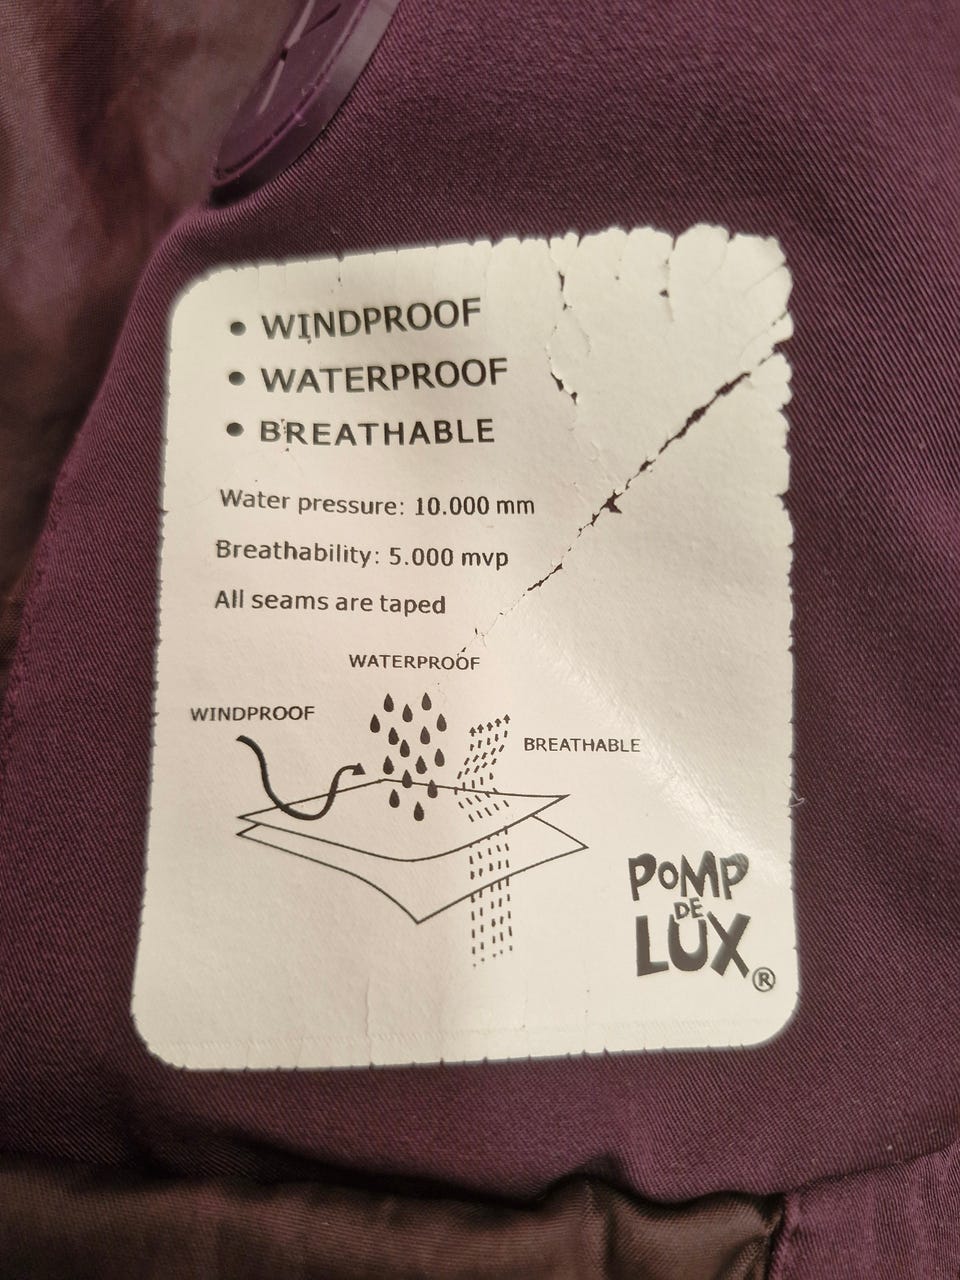 • WINDPROOF
• WATERPROOF
• BREATHABLE
Water pressure: 10.000 mm
Breathability: 5.000 mvp
All seams are taped
WATERPROOF
WINDPROOF
BREATHABLE
POMP
DE
LUX®